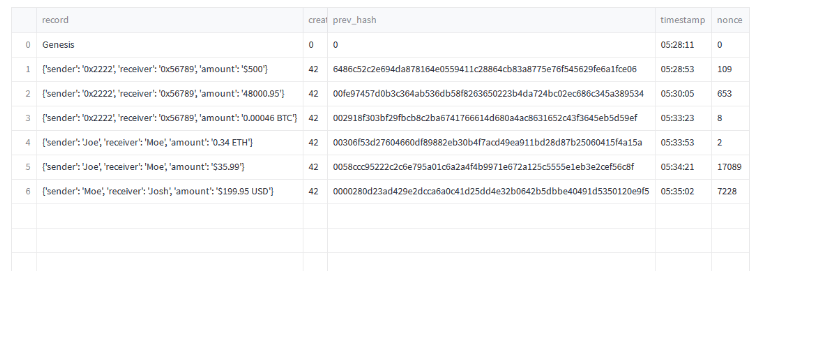 record creat prev_hash timestamp nonce
0 Genesis 0 0 05:28:11 0
1 {'sender': '0x2222', 'receiver': '0x56789', 'amount': '$500'} 42 6486c52c2e694da878164e0559411c28864cb83a8775e76f545629fe6a1fce06 05:28:53 109
2 {'sender': '0x2222', 'receiver': '0x56789', 'amount': '48000.95'} 42 00fe97457d0b3c364ab536db58f8263650223b4da724bc02ec686c345a389534 05:30:05 653
3 {'sender': '0x2222', 'receiver': '0x56789', 'amount': '0.00046 BTC'} 42 002918f303bf29fbcb8c2ba6741766614d680a4ac8631652c43f3645eb5d59ef 05:33:23 8
4 {'sender': 'Joe', 'receiver': 'Moe', 'amount': '0.34 ETH'} 42 00306f53d27604660df89882eb30b4f7acd49ea911bd28d87b25060415f4a15a 05:33:53 2
5 {'sender': 'Joe', 'receiver': 'Moe', 'amount': '$35.99'} 42 0058ccc95222c2c6e795a01c6a2a4f4b9971e672a125c5555e1eb3e2cef56c8f 05:34:21 17089
6 {'sender': 'Moe', 'receiver': 'Josh', 'amount': '$199.95 USD'} 42 0000280d23ad429e2dcca6a0c41d25dd4e32b0642b5dbbe40491d5350120e9f5 05:35:02 7228